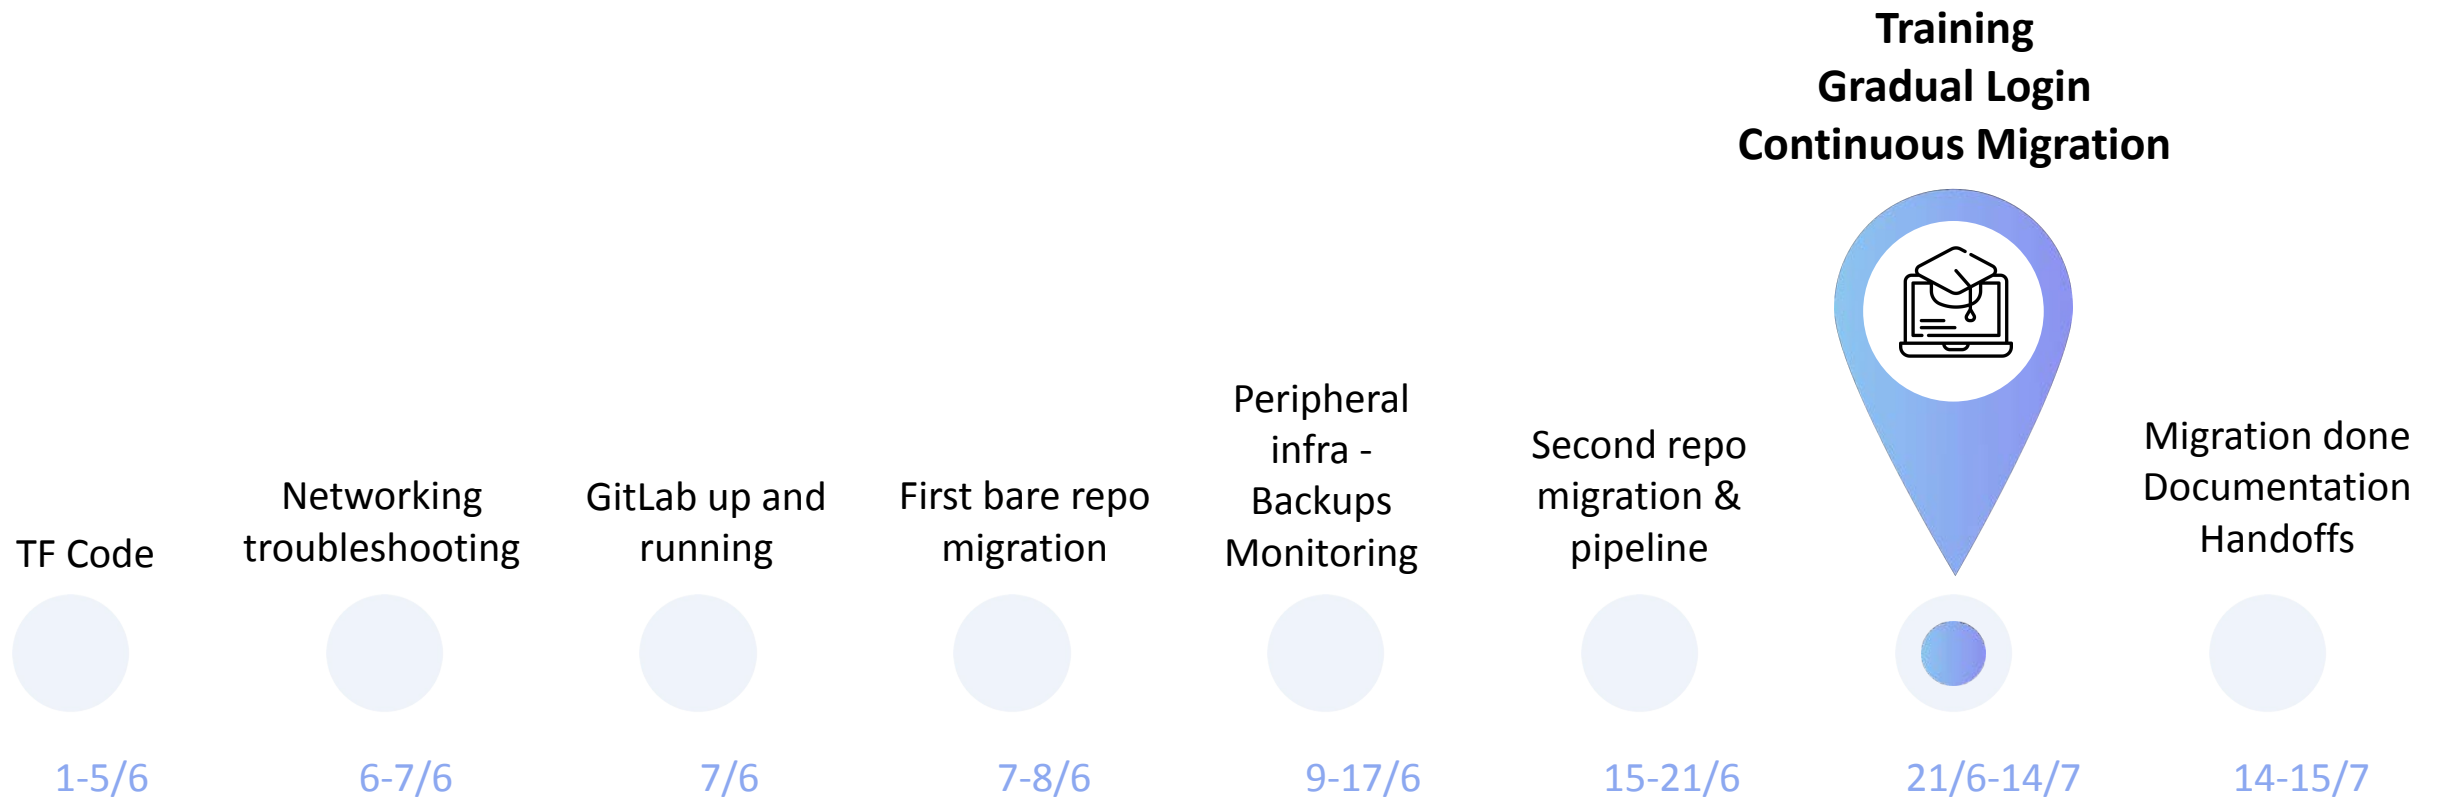 Training
Gradual Login
Continuous Migration
TF Code
Networking
troubleshooting
GitLab up and
running
First bare repo
migration
Peripheral
infra -
Backups
Monitoring
Second repo
migration &
pipeline
Migration done
Documentation
Handoffs
1-5/6
6-7/6
7/6
7-8/6
9-17/6
15-21/6
21/6-14/7
14-15/7